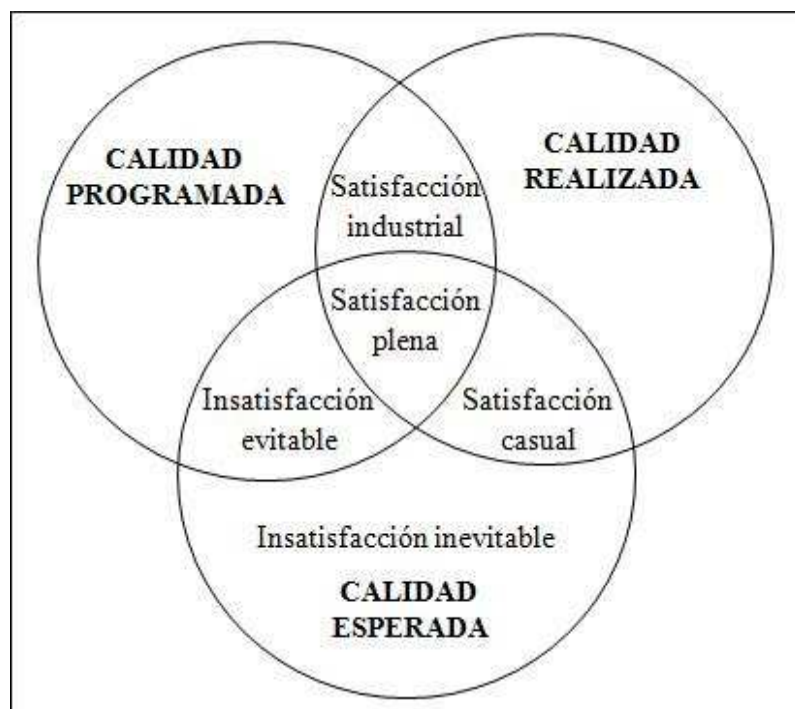 CALIDAD
PROGRAMADA
CALIDAD
REALIZADA
Satisfacción
industrial
Satisfacción
plena
Insatisfacción
evitable
Satisfacción
casual
Insatisfacción inevitable
CALIDAD
ESPERADA